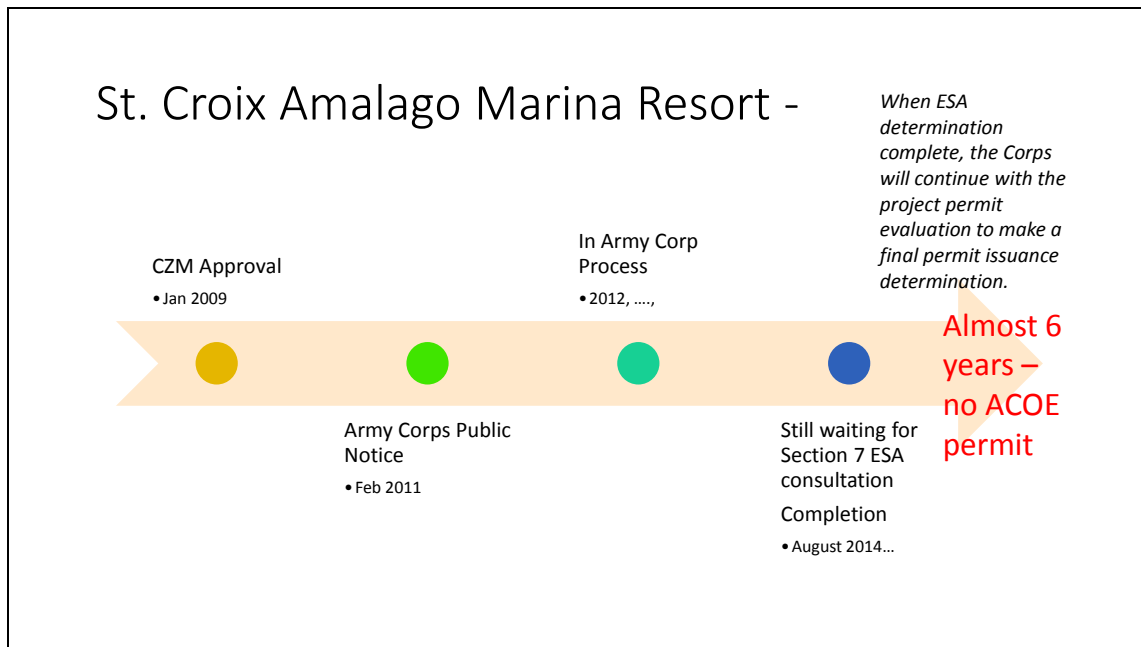 St. Croix Amalago Marina Resort -
When ESA
determination
complete, the Corps
will continue with the
project permit
evaluation to make a
final permit issuance
determination.
CZM Approval
• Jan 2009
In Army Corp
Process
• 2012, ....,
Almost 6
years –
no ACOE
permit
Army Corps Public
Notice
• Feb 2011
Still waiting for
Section 7 ESA
consultation
Completion
• August 2014...